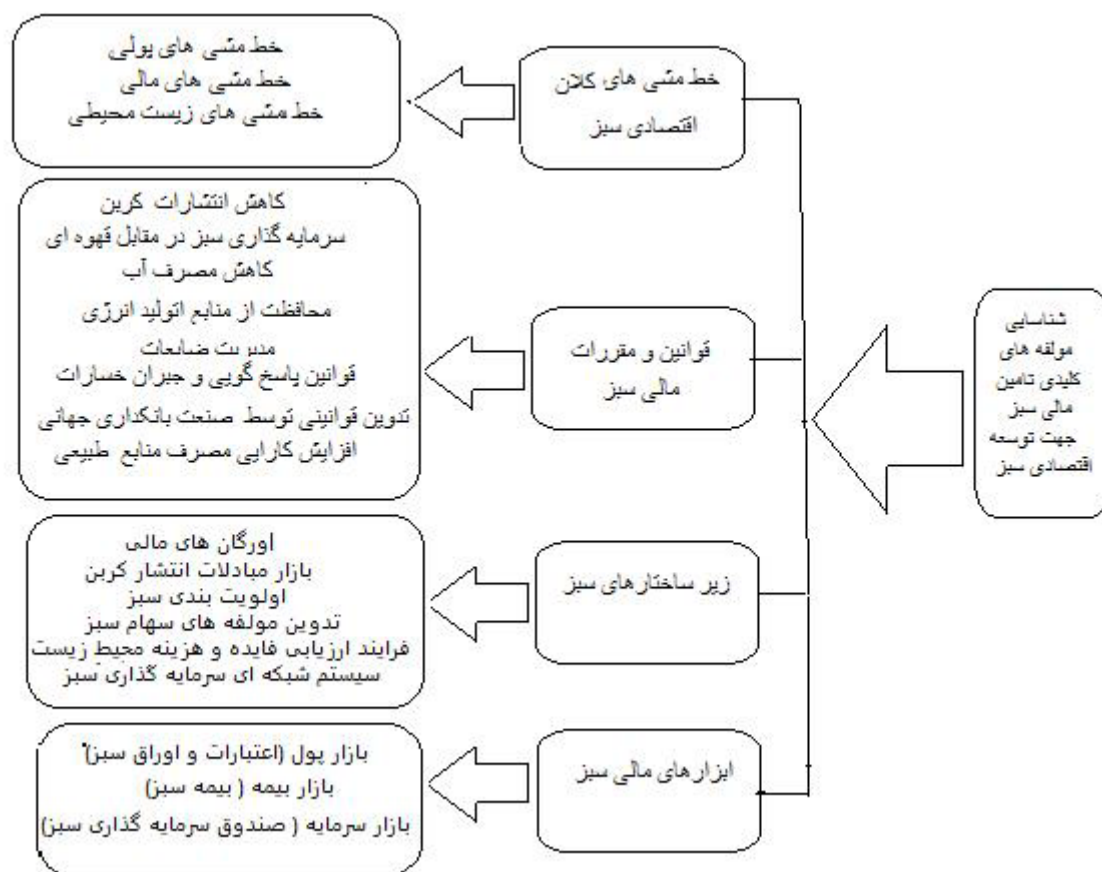 شناسایی
مولفه های
کلیدی تامین
مالی سبز
جهت توسعه
اقتصادی سبز
خط مشی های کلان
اقتصادی سبز
خط مشی های پولی
خط مشی های مالی
خط مشی های زیست محیطی
قوانین و مقررات
مالی سبز
کاهش انتشارات کربن
سرمایه گذاری سبز در مقابل قهوه ای
کاهش مصرف آب
محافظت از منابع اتولید انرژی
مدیریت ضایعات
قوانین پاسخ گویی و جبران خسارات
تدوین قوانینی توسط صنعت بانکداری جهانی
افزایش کارایی مصرف منابع طبیعی
زیر ساختارهای سبز
اورگان های مالی
بازار مبادلات انتشار کربن
اولویت بندی سبز
تدوین مولفه های سهام سبز
فرایند ارزیابی فایده و هزینه محیط زیست
سیستم شبکه ای سرمایه گذاری سبز
ابزارهای مالی سبز
بازار پول (اعتبارات و اوراق سبز)
بازار بیمه ( بیمه سبز)
بازار سرمایه ( صندوق سرمایه گذاری سبز)